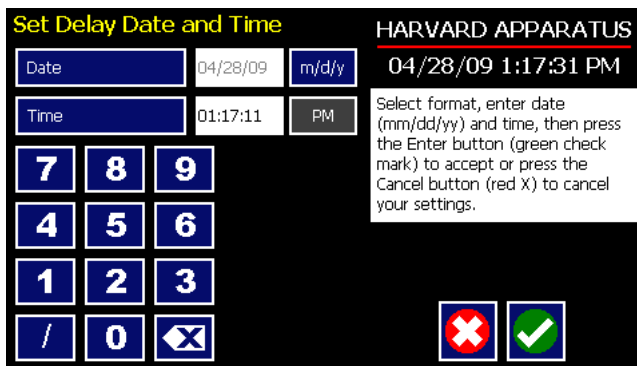 Set Delay Date and Time
HARVARD APPARATUS
04/28/09 1:17:31 PM
Date 04/28/09 m/d/y
Time 01:17:11 PM
Select format, enter date
(mm/dd/yy) and time, then press
the Enter button (green check
mark) to accept or press the
Cancel button (red X) to cancel
your settings.
7 8 9
4 5 6
1 2 3
/ 0